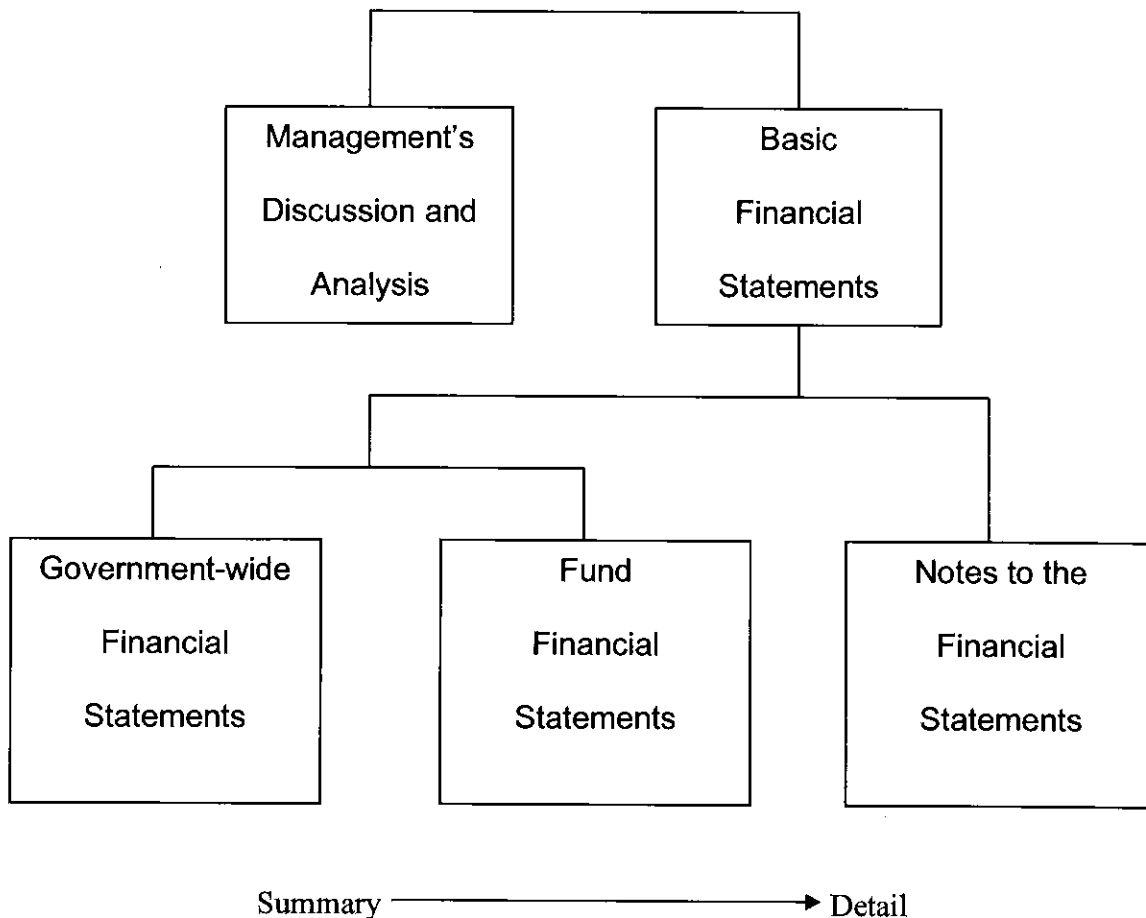 Management's
Discussion and
Analysis
Basic
Financial
Statements
Government-wide
Financial
Statements
Fund
Financial
Statements
Notes to the
Financial
Statements
Summary
Detail